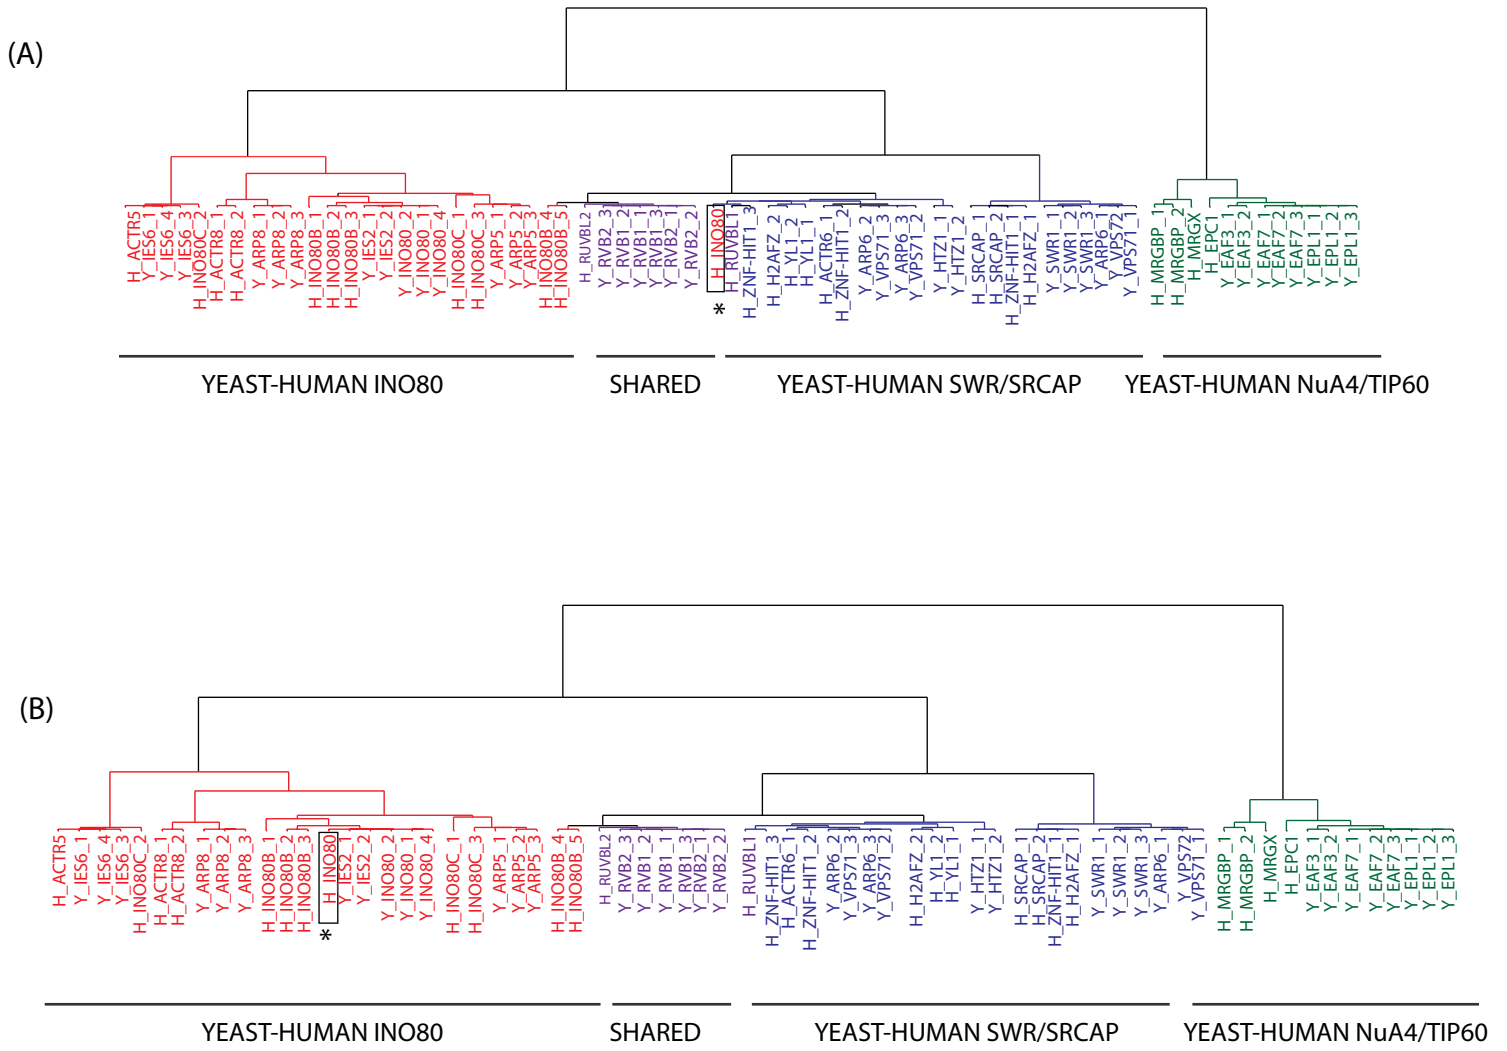 (A)
H_ACTR5
Y_IES6_1
Y_IES6_4
Y_IES6_3
H_INO80C_2
H_ACTR8_1
H_ACTR8_2
Y_ARP8_1
Y_ARP8_2
Y_ARP8_3
H_INO80B_1
H_INO80B_2
H_INO80B_3
Y_IES2_1
Y_IES2_2
Y_INO80_2
Y_INO80_1
Y_INO80_4
H_INO80C_1
H_INO80C_3
Y_ARP5_1
Y_ARP5_2
Y_ARP5_3
H_INO80B_4
H_INO80B_5
H_RUVBL2
Y_RVB2_3
Y_RVB1_2
Y_RVB1_1
Y_RVB1_3
Y_RVB2_1
Y_RVB2_2
H_INO80
H_RUVBL1
H_ZNF-HIT1_3
H_H2AFZ_2
H_YL1_2
H_YL1_1
H_ACTR6_1
H_ZNF-HIT1_2
Y_ARP6_2
Y_VPS71_3
Y_ARP6_3
Y_VPS71_2
Y_HTZ1_1
Y_HTZ1_2
H_SRCAP_1
H_SRCAP_2
H_ZNF-HIT1_1
H_H2AFZ_1
Y_SWR1_1
Y_SWR1_2
Y_SWR1_3
Y_ARP6_1
Y_VPS72
Y_VPS71_1
H_MRGBP_1
H_MRGBP_2
H_MRGX
H_EPC1
Y_EAF3_1
Y_EAF3_2
Y_EAF7_1
Y_EAF7_2
Y_EAF7_3
Y_EPL1_1
Y_EPL1_2
Y_EPL1_3
*
YEAST-HUMAN INO80 SHARED YEAST-HUMAN SWR/SRCAP YEAST-HUMAN NuA4/TIP60
(B)
H_ACTR5
Y_IES6_1
Y_IES6_4
Y_IES6_3
H_INO80C_2
H_ACTR8_1
H_ACTR8_2
Y_ARP8_1
Y_ARP8_2
Y_ARP8_3
H_INO80B_1
H_INO80B_2
H_INO80B_3
H_INO80
Y_IES2_1
Y_IES2_2
Y_INO80_2
Y_INO80_1
Y_INO80_4
H_INO80C_1
H_INO80C_3
Y_ARP5_1
Y_ARP5_2
Y_ARP5_3
H_INO80B_4
H_INO80B_5
H_RUVBL2
Y_RVB2_3
Y_RVB1_2
Y_RVB1_1
Y_RVB1_3
Y_RVB2_1
Y_RVB2_2
H_RUVBL1
H_ZNF-HIT1_3
H_ACTR6_1
H_ZNF-HIT1_2
Y_ARP6_2
Y_VPS71_3
Y_ARP6_3
Y_VPS71_2
H_H2AFZ_2
H_YL1_2
H_YL1_1
Y_HTZ1_1
Y_HTZ1_2
H_SRCAP_1
H_SRCAP_2
H_ZNF-HIT1_1
H_H2AFZ_1
Y_SWR1_1
Y_SWR1_2
Y_SWR1_3
Y_ARP6_1
Y_VPS72
Y_VPS71_1
H_MRGBP_1
H_MRGBP_2
H_MRGX
H_EPC1
Y_EAF3_1
Y_EAF3_2
Y_EAF7_1
Y_EAF7_2
Y_EAF7_3
Y_EPL1_1
Y_EPL1_2
Y_EPL1_3
*
YEAST-HUMAN INO80 SHARED YEAST-HUMAN SWR/SRCAP YEAST-HUMAN NuA4/TIP60